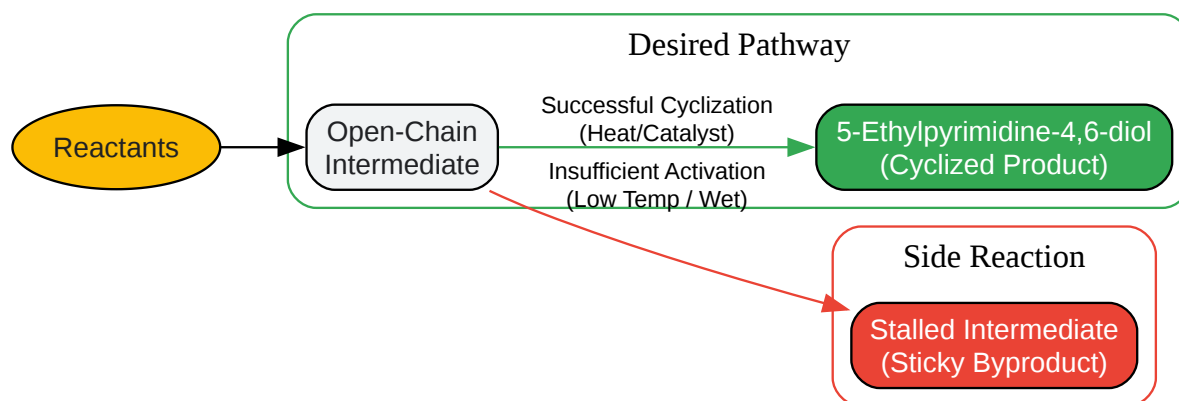 Desired Pathway
Reactants
Open-Chain
Intermediate
Successful Cyclization
(Heat/Catalyst)
Insufficient Activation
(Low Temp / Wet)
5-Ethylpyrimidine-4,6-diol
(Cyclized Product)
Side Reaction
Stalled Intermediate
(Sticky Byproduct)